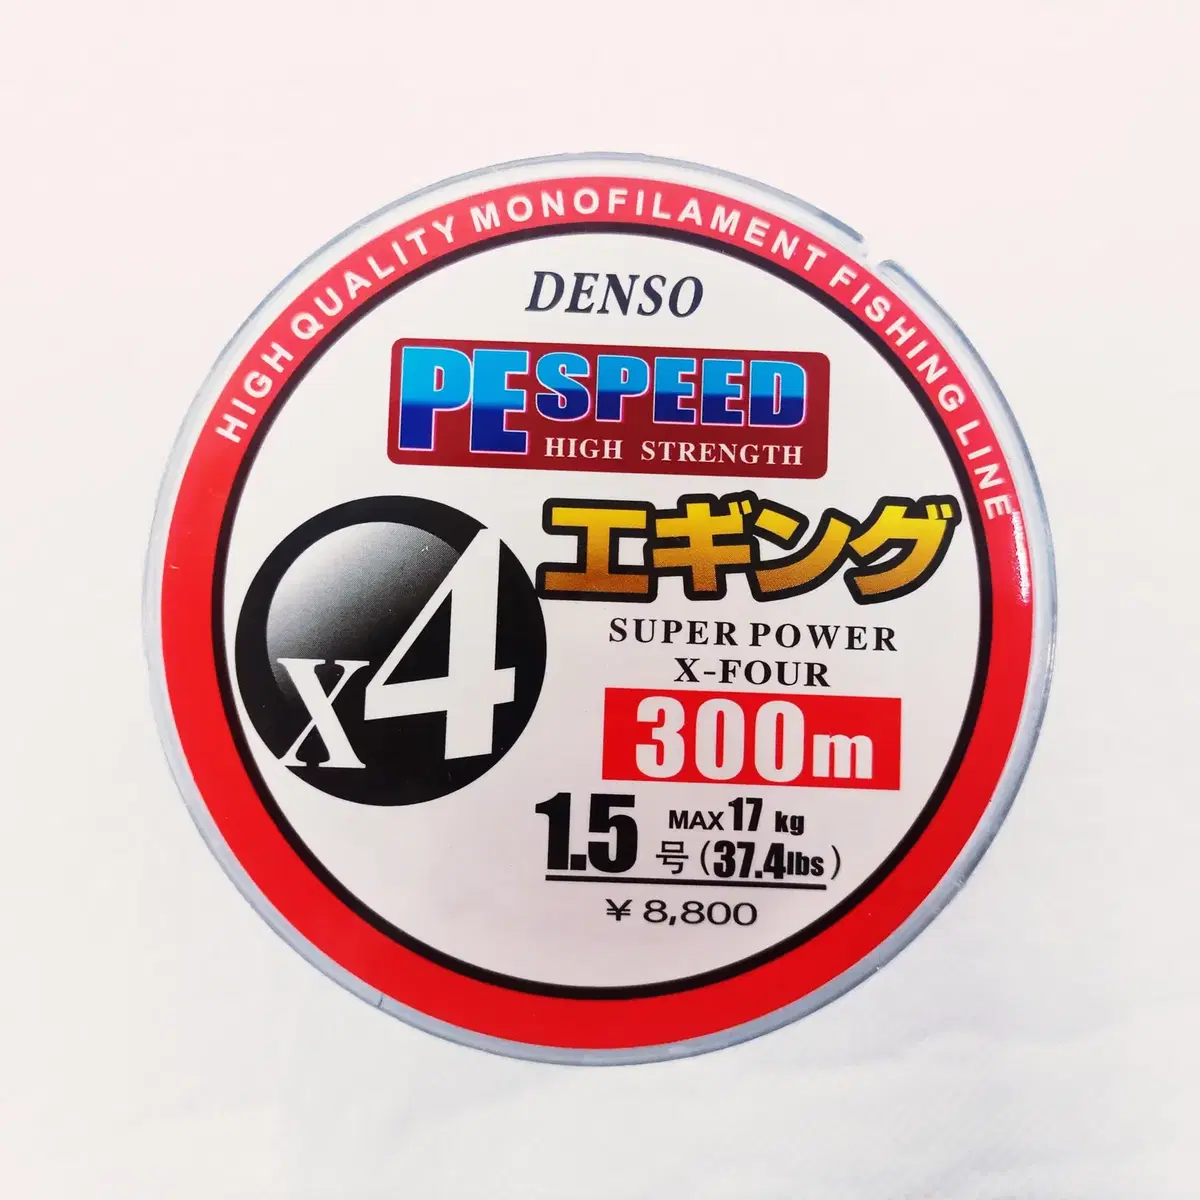 HIGH QUALITY MONOFILAMENT FISHING LINE
DENSO
PE SPEED
HIGH STRENGTH
x4
エギング
SUPER POWER
X-FOUR
300m
1.5号 MAX 17 kg
(37.4lbs)
¥ 8,800